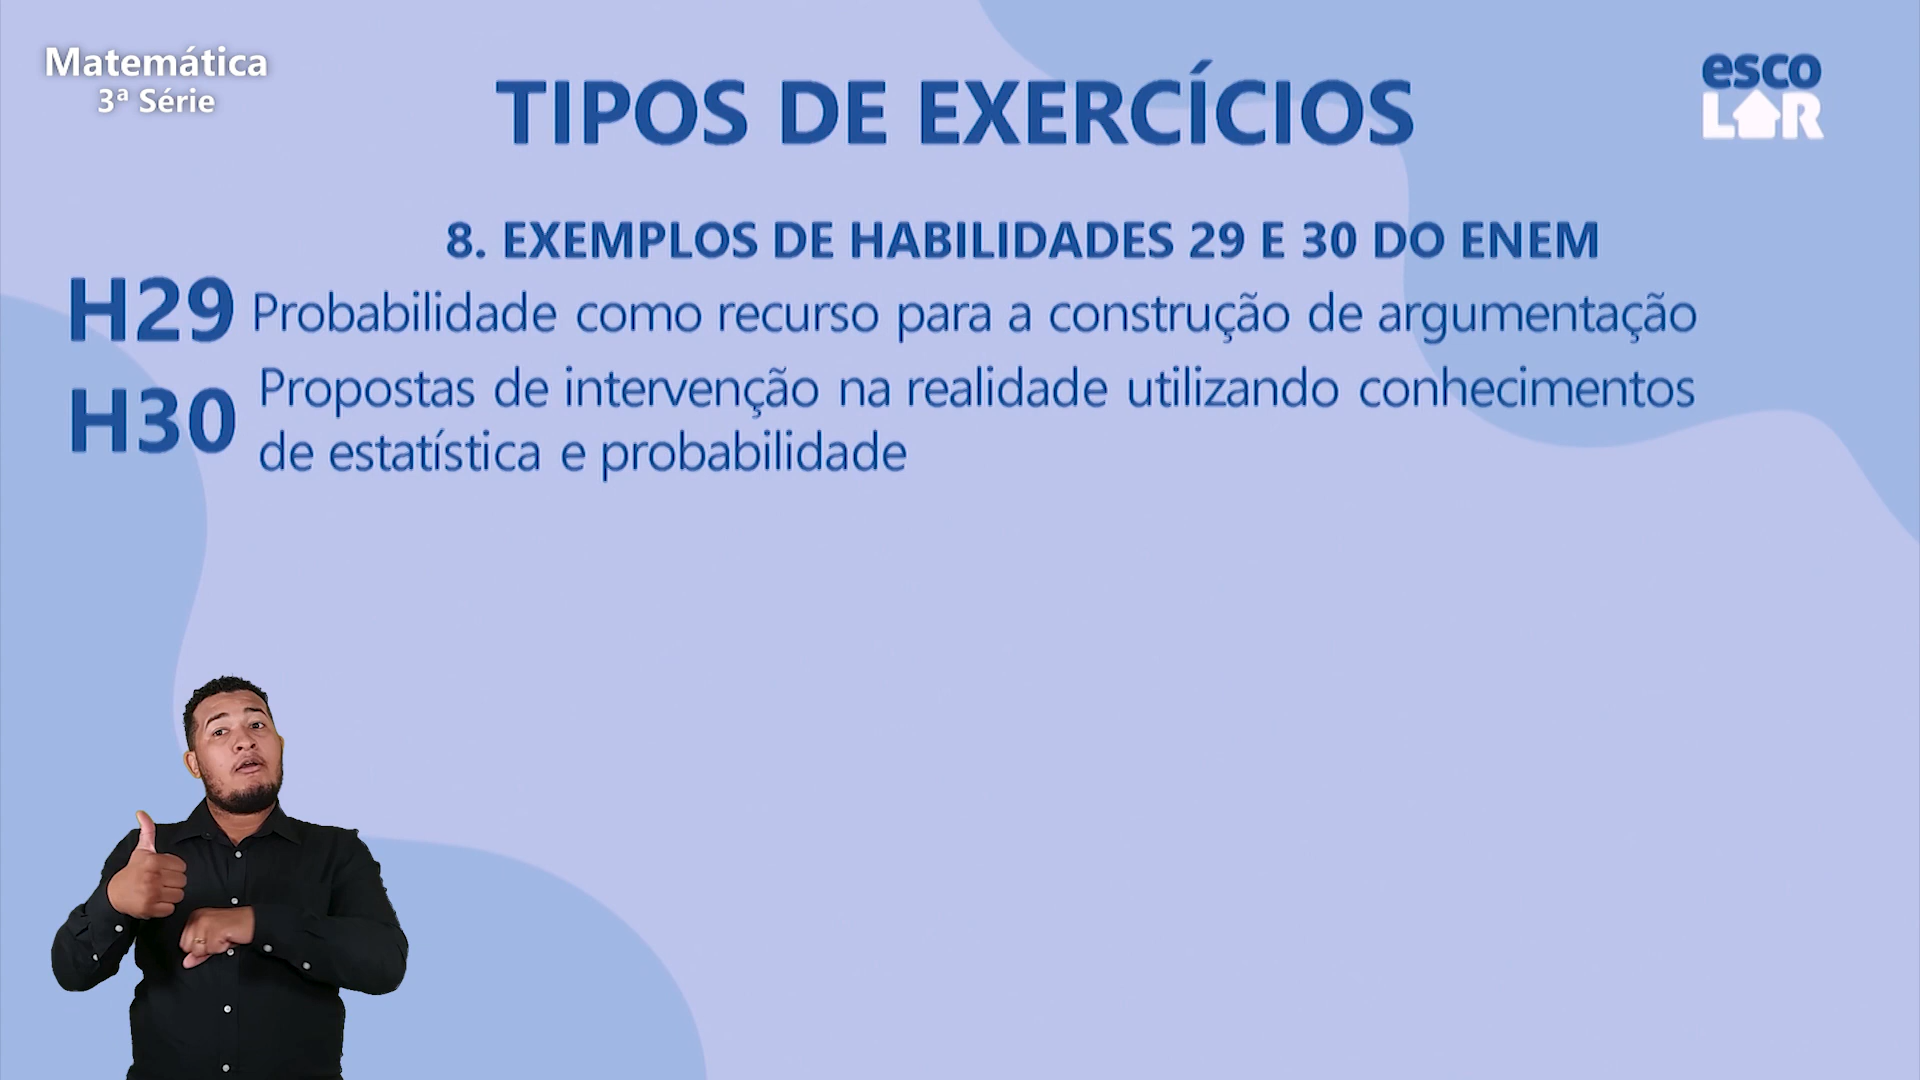 Matemática
3ª Série
TIPOS DE EXERCÍCIOS
esco
LAR
8. EXEMPLOS DE HABILIDADES 29 E 30 DO ENEM
H29 Probabilidade como recurso para a construção de argumentação
H30 Propostas de intervenção na realidade utilizando conhecimentos
de estatística e probabilidade